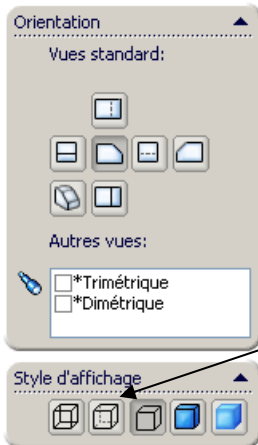 Orientation
Vues standard:
Autres vues:
*Trimétrique
*Dimétrique
Style d'affichage